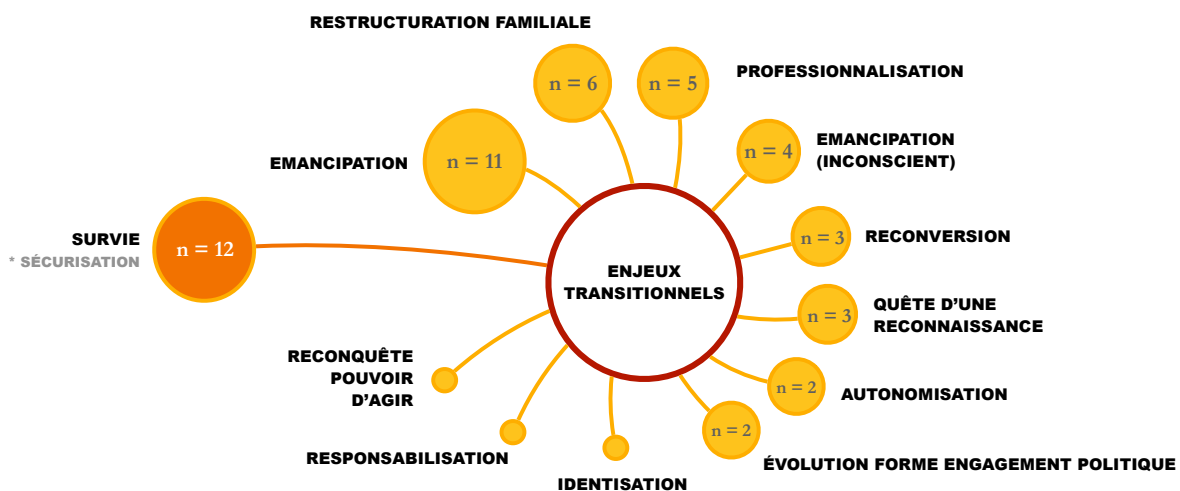 RESTRUCTURATION FAMILIALE
n = 6
n = 5
PROFESSIONNALISATION
EMANCIPATION
n = 11
n = 4
EMANCIPATION
(INCONSCIENT)
SURVIE
* SÉCURISATION
n = 12
n = 3
RECONVERSION
ENJEUX
TRANSITIONNELS
n = 3
QUÊTE D’UNE
RECONNAISSANCE
RECONQUÊTE
POUVOIR
D’AGIR
n = 2
AUTONOMISATION
RESPONSABILISATION
n = 2
ÉVOLUTION FORME ENGAGEMENT POLITIQUE
IDENTISATION